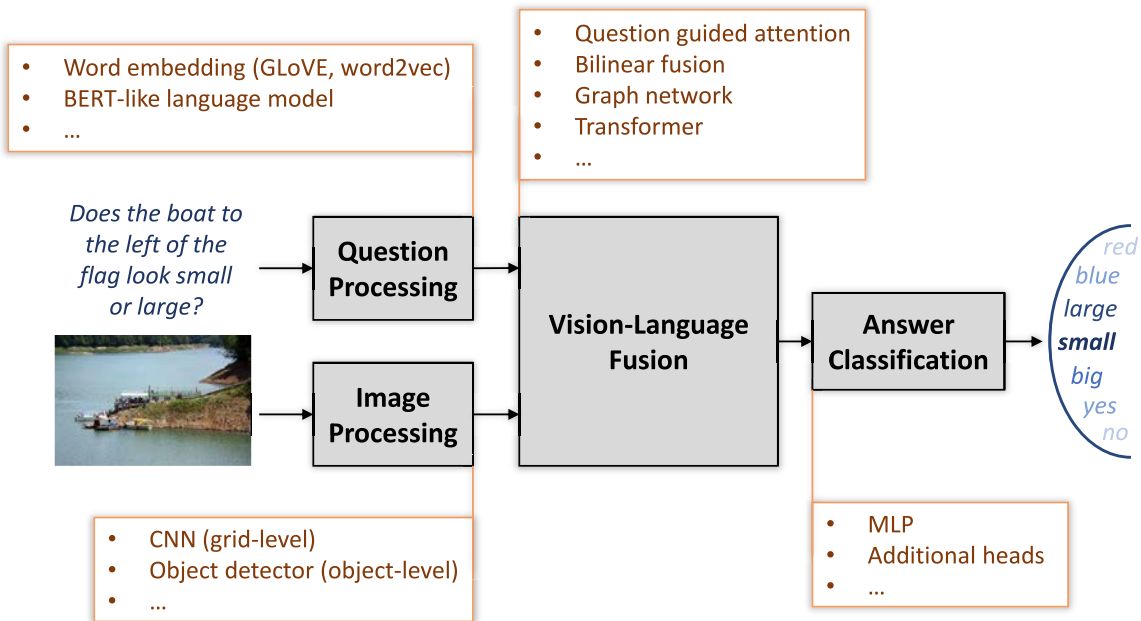 • Word embedding (GLoVE, word2vec)
• BERT-like language model
• ...
• Question guided attention
• Bilinear fusion
• Graph network
• Transformer
• ...
Does the boat to
the left of the
flag look small
or large?
Question
Processing
Image
Processing
Vision-Language
Fusion
Answer
Classification
red
blue
large
small
big
yes
no
• CNN (grid-level)
• Object detector (object-level)
• ...
• MLP
• Additional heads
• ...